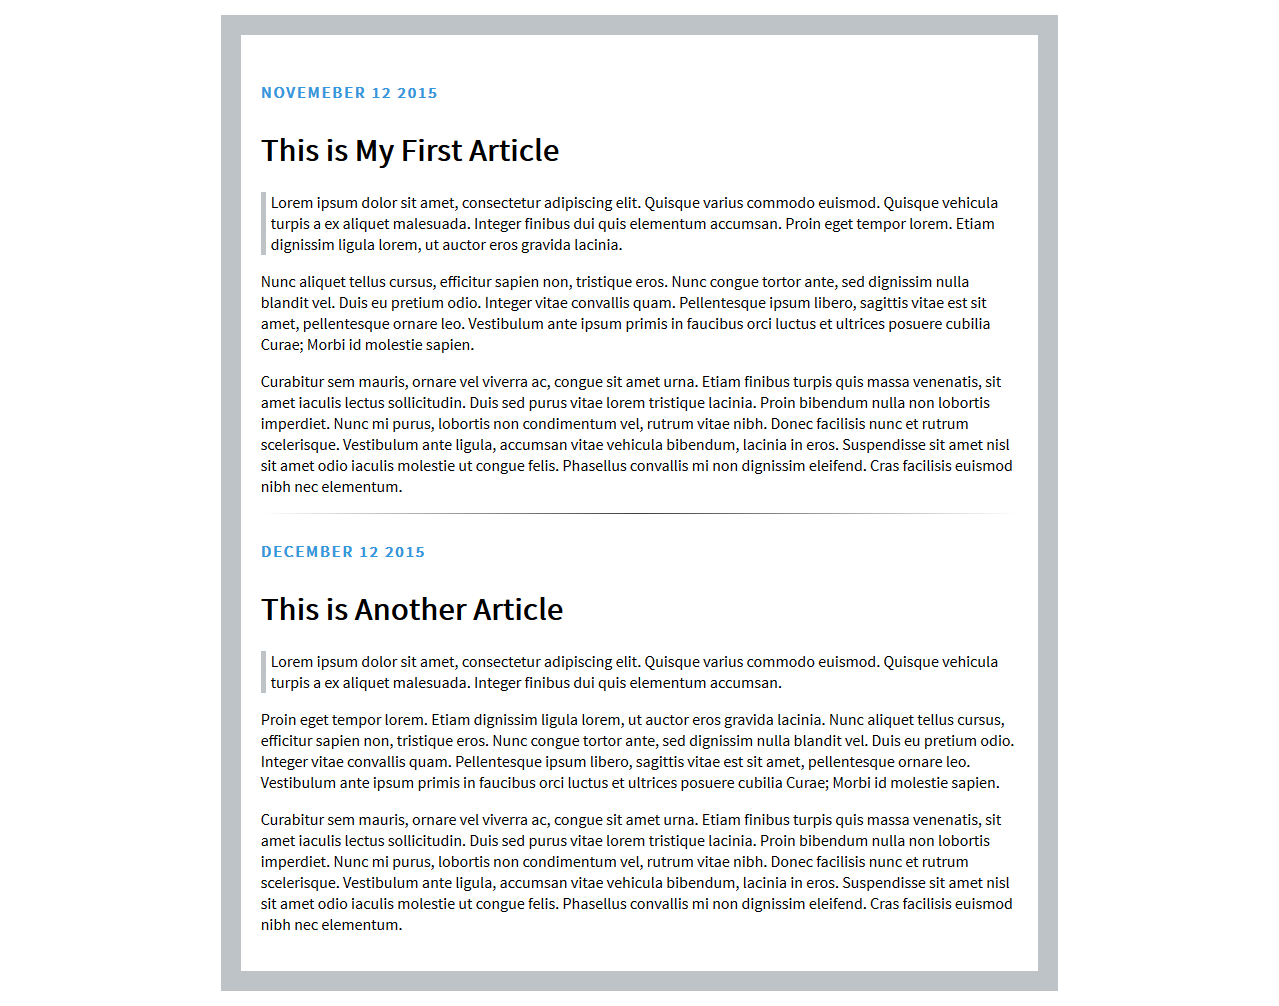 NOVEMEBER 12 2015
This is My First Article
Lorem ipsum dolor sit amet, consectetur adipiscing elit. Quisque varius commodo euismod. Quisque vehicula
turpis a ex aliquet malesuada. Integer finibus dui quis elementum accumsan. Proin eget tempor lorem. Etiam
dignissim ligula lorem, ut auctor eros gravida lacinia.
Nunc aliquet tellus cursus, efficitur sapien non, tristique eros. Nunc congue tortor ante, sed dignissim nulla
blandit vel. Duis eu pretium odio. Integer vitae convallis quam. Pellentesque ipsum libero, sagittis vitae est sit
amet, pellentesque ornare leo. Vestibulum ante ipsum primis in faucibus orci luctus et ultrices posuere cubilia
Curae; Morbi id molestie sapien.
Curabitur sem mauris, ornare vel viverra ac, congue sit amet urna. Etiam finibus turpis quis massa venenatis, sit
amet iaculis lectus sollicitudin. Duis sed purus vitae lorem tristique lacinia. Proin bibendum nulla non lobortis
imperdiet. Nunc mi purus, lobortis non condimentum vel, rutrum vitae nibh. Donec facilisis nunc et rutrum
scelerisque. Vestibulum ante ligula, accumsan vitae vehicula bibendum, lacinia in eros. Suspendisse sit amet nisl
sit amet odio iaculis molestie ut congue felis. Phasellus convallis mi non dignissim eleifend. Cras facilisis euismod
nibh nec elementum.
DECEMBER 12 2015
This is Another Article
Lorem ipsum dolor sit amet, consectetur adipiscing elit. Quisque varius commodo euismod. Quisque vehicula
turpis a ex aliquet malesuada. Integer finibus dui quis elementum accumsan.
Proin eget tempor lorem. Etiam dignissim ligula lorem, ut auctor eros gravida lacinia. Nunc aliquet tellus cursus,
efficitur sapien non, tristique eros. Nunc congue tortor ante, sed dignissim nulla blandit vel. Duis eu pretium odio.
Integer vitae convallis quam. Pellentesque ipsum libero, sagittis vitae est sit amet, pellentesque ornare leo.
Vestibulum ante ipsum primis in faucibus orci luctus et ultrices posuere cubilia Curae; Morbi id molestie sapien.
Curabitur sem mauris, ornare vel viverra ac, congue sit amet urna. Etiam finibus turpis quis massa venenatis, sit
amet iaculis lectus sollicitudin. Duis sed purus vitae lorem tristique lacinia. Proin bibendum nulla non lobortis
imperdiet. Nunc mi purus, lobortis non condimentum vel, rutrum vitae nibh. Donec facilisis nunc et rutrum
scelerisque. Vestibulum ante ligula, accumsan vitae vehicula bibendum, lacinia in eros. Suspendisse sit amet nisl
sit amet odio iaculis molestie ut congue felis. Phasellus convallis mi non dignissim eleifend. Cras facilisis euismod
nibh nec elementum.